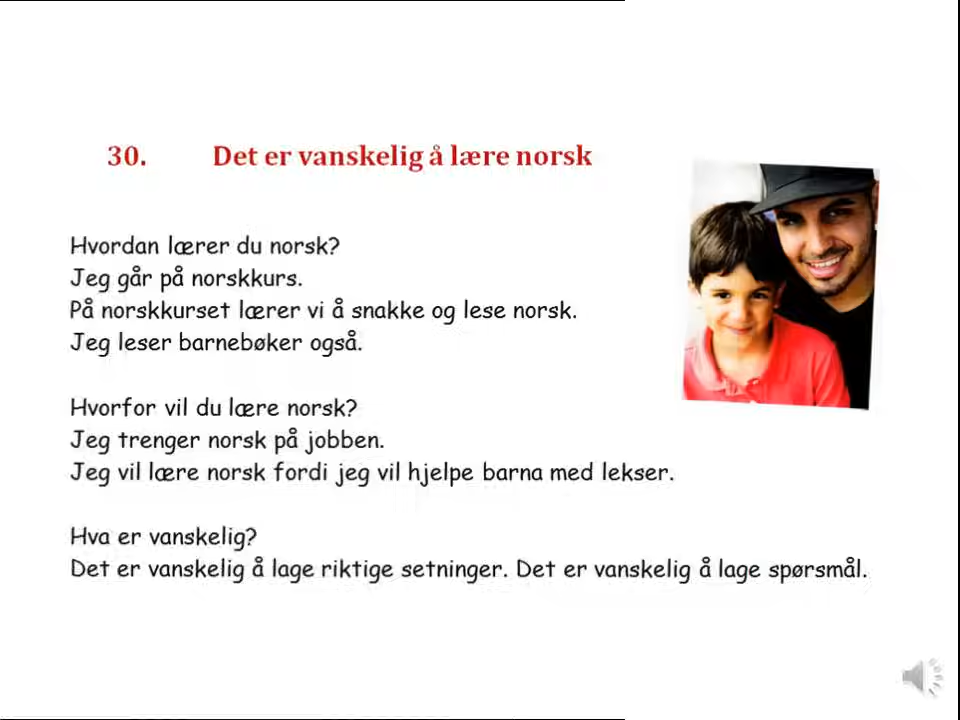 30. Det er vanskelig å lære norsk
Hvordan lærer du norsk?
Jeg går på norskkurs.
På norskkurset lærer vi å snakke og lese norsk.
Jeg leser barnebøker også.
Hvorfor vil du lære norsk?
Jeg trenger norsk på jobben.
Jeg vil lære norsk fordi jeg vil hjelpe barna med lekser.
Hva er vanskelig?
Det er vanskelig å lage riktige setninger. Det er vanskelig å lage spørsmål.